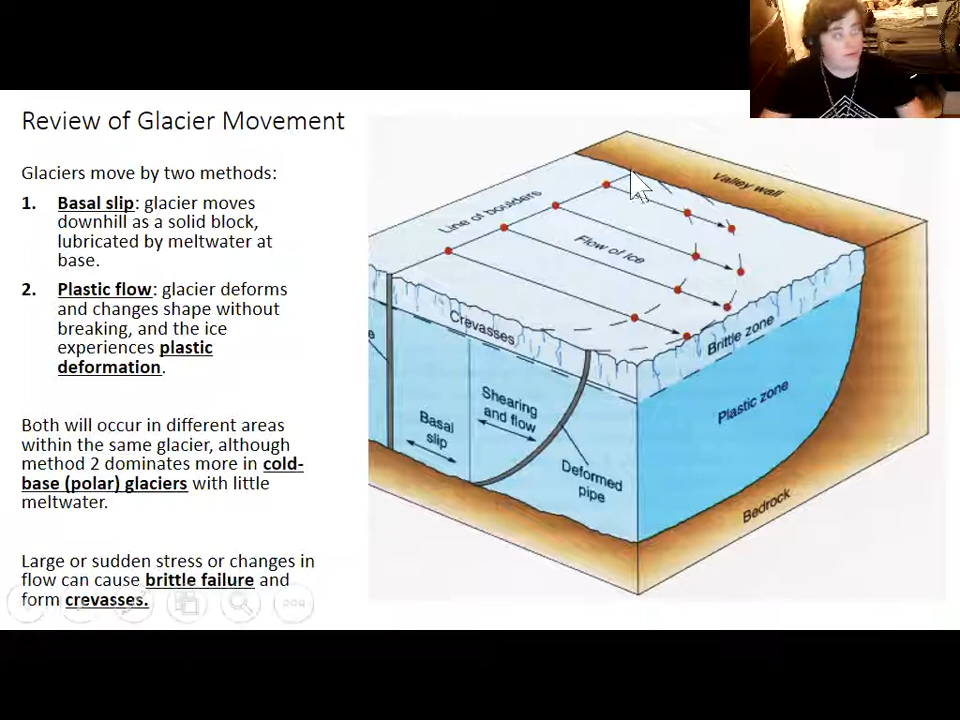 Review of Glacier Movement
Glaciers move by two methods:
1. Basal slip: glacier moves
downhill as a solid block,
lubricated by meltwater at
base.
2. Plastic flow: glacier deforms
and changes shape without
breaking, and the ice
experiences plastic
deformation.
Both will occur in different areas
within the same glacier, although
method 2 dominates more in cold-
base (polar) glaciers with little
meltwater.
Large or sudden stress or changes in
flow can cause brittle failure and
form crevasses.
Valley wall
Line of boulders
Flow of ice
Crevasses
Brittle zone
Plastic zone
Shearing
and flow
Basal
slip
Deformed
pipe
Bedrock